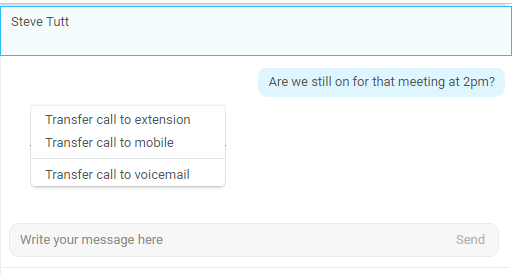 Steve Tutt
Are we still on for that meeting at 2pm?
Transfer call to extension
Transfer call to mobile
Transfer call to voicemail
Write your message here
Send